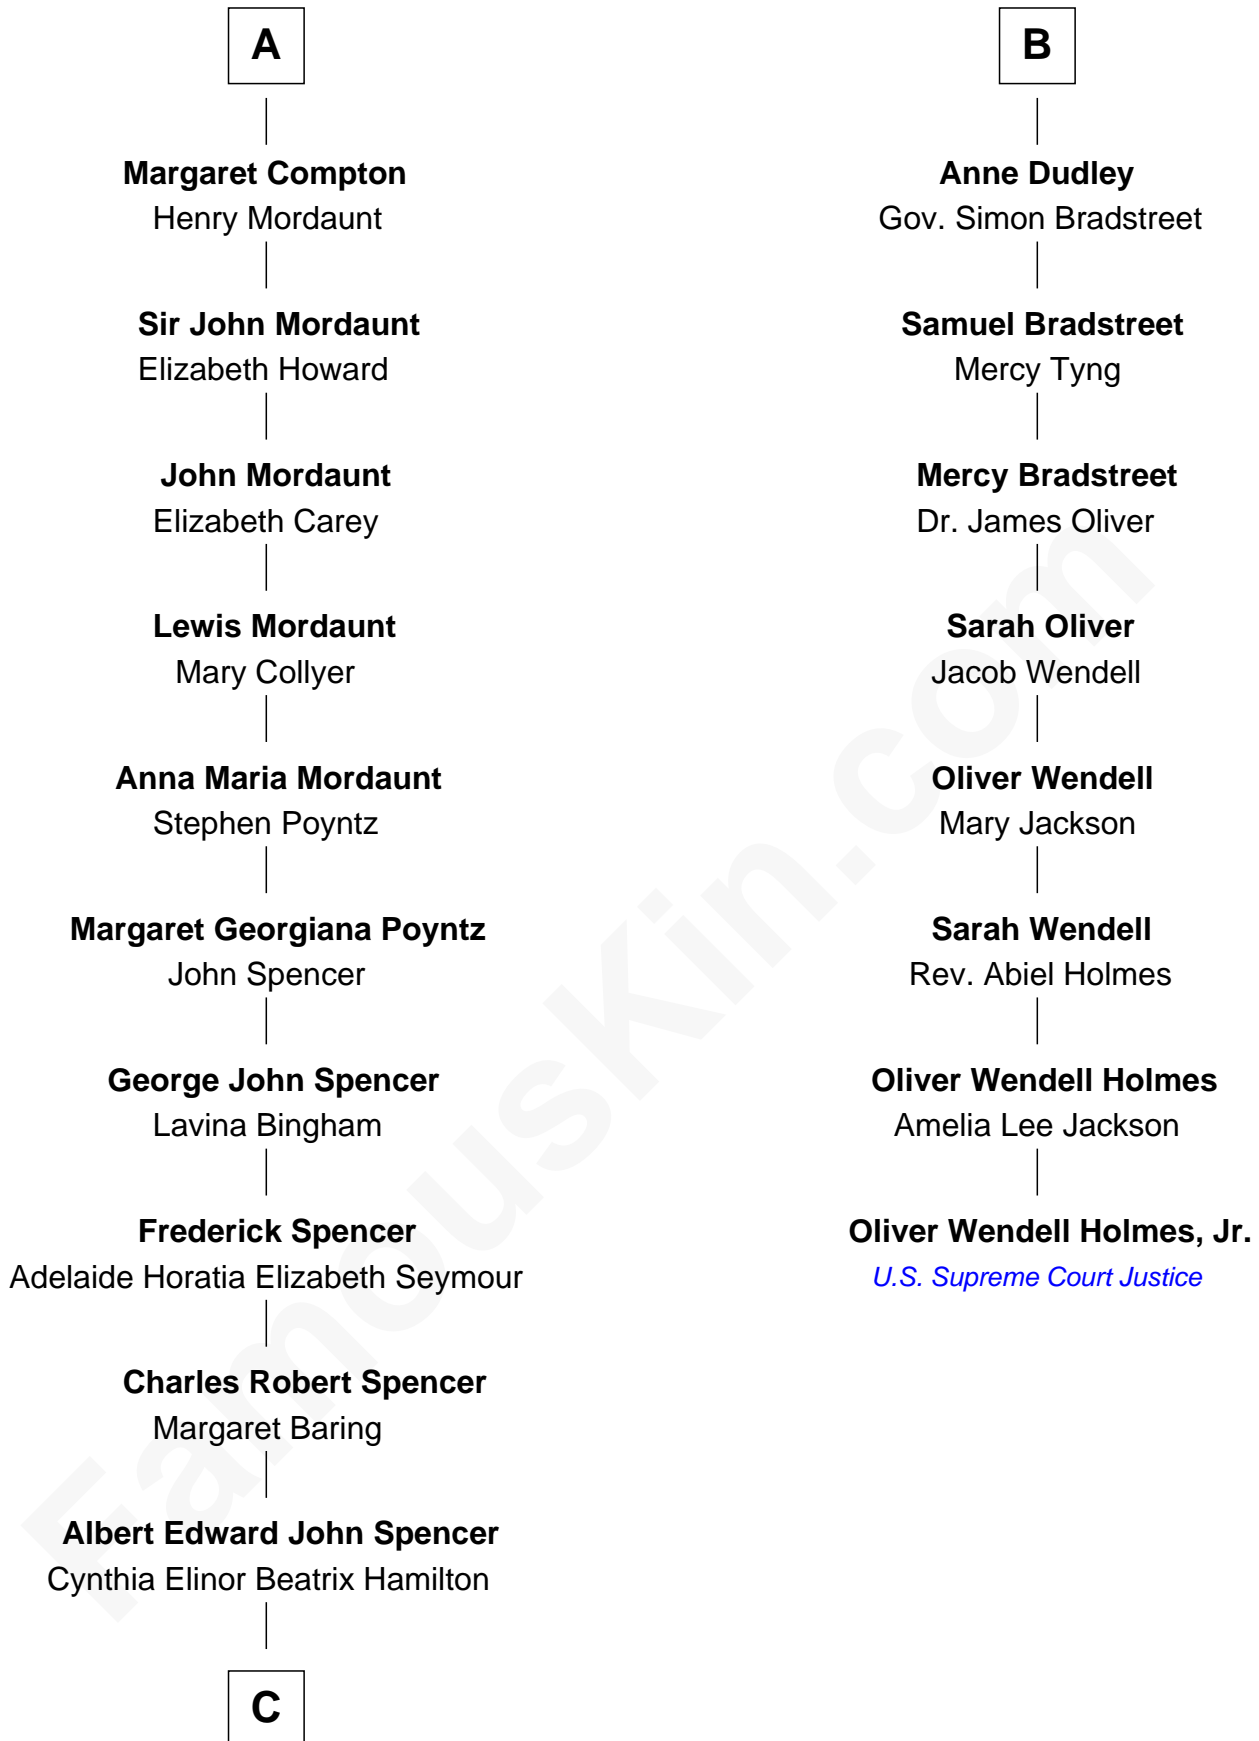 A
Margaret Compton
Henry Mordaunt
Sir John Mordaunt
Elizabeth Howard
John Mordaunt
Elizabeth Carey
Lewis Mordaunt
Mary Collyer
Anna Maria Mordaunt
Stephen Poyntz
Margaret Georgiana Poyntz
John Spencer
George John Spencer
Lavina Bingham
Frederick Spencer
Adelaide Horatia Elizabeth Seymour
Charles Robert Spencer
Margaret Baring
Albert Edward John Spencer
Cynthia Elinor Beatrix Hamilton
C
B
Anne Dudley
Gov. Simon Bradstreet
Samuel Bradstreet
Mercy Tyng
Mercy Bradstreet
Dr. James Oliver
Sarah Oliver
Jacob Wendell
Oliver Wendell
Mary Jackson
Sarah Wendell
Rev. Abiel Holmes
Oliver Wendell Holmes
Amelia Lee Jackson
Oliver Wendell Holmes, Jr.
U.S. Supreme Court Justice
FamousKin.com